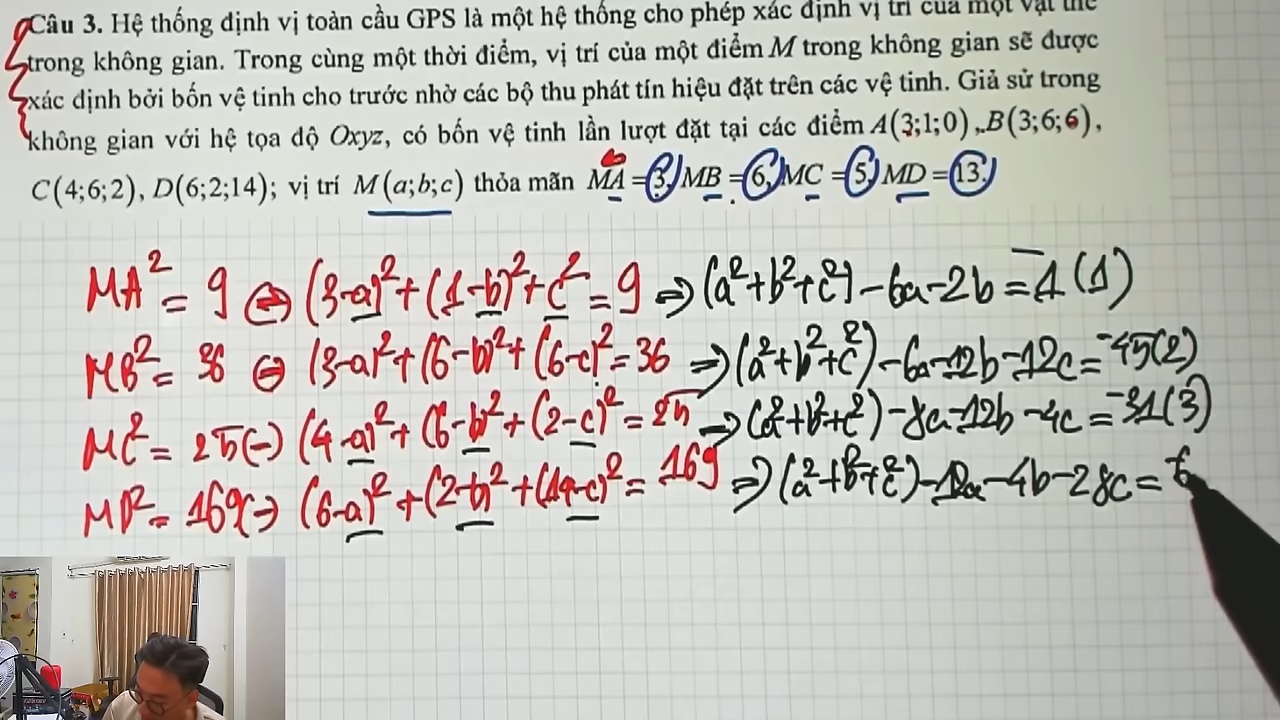 Câu 3. Hệ thống định vị toàn cầu GPS là một hệ thống cho phép xác định vị trí của một vật thể
trong không gian. Trong cùng một thời điểm, vị trí của một điểm M trong không gian sẽ được
xác định bởi bốn vệ tinh cho trước nhờ các bộ thu phát tín hiệu đặt trên các vệ tinh. Giả sử trong
không gian với hệ tọa độ Oxyz, có bốn vệ tinh lần lượt đặt tại các điểm A(3;1;0), B(3;6;6),
C(4;6;2), D(6;2;14); vị trí M(a;b;c) thỏa mãn MA=3, MB=6, MC=5, MD=13.
MA² = 9 ⇔ (3-a)² + (1-b)² + c² = 9 ⇒ (a²+b²+c²) - 6a - 2b = -1 (1)
MB² = 36 ⇔ (3-a)² + (6-b)² + (6-c)² = 36 ⇒ (a²+b²+c²) - 6a - 12b - 12c = -45 (2)
MC² = 25 (-) (4-a)² + (6-b)² + (2-c)² = 25 ⇒ (a²+b²+c²) - 8a - 12b - 4c = -31 (3)
MD² = 169 (-> (6-a)² + (2-b)² + (14-c)² = 169 ⇒ (a²+b²+c²) - 12a - 4b - 28c = -6